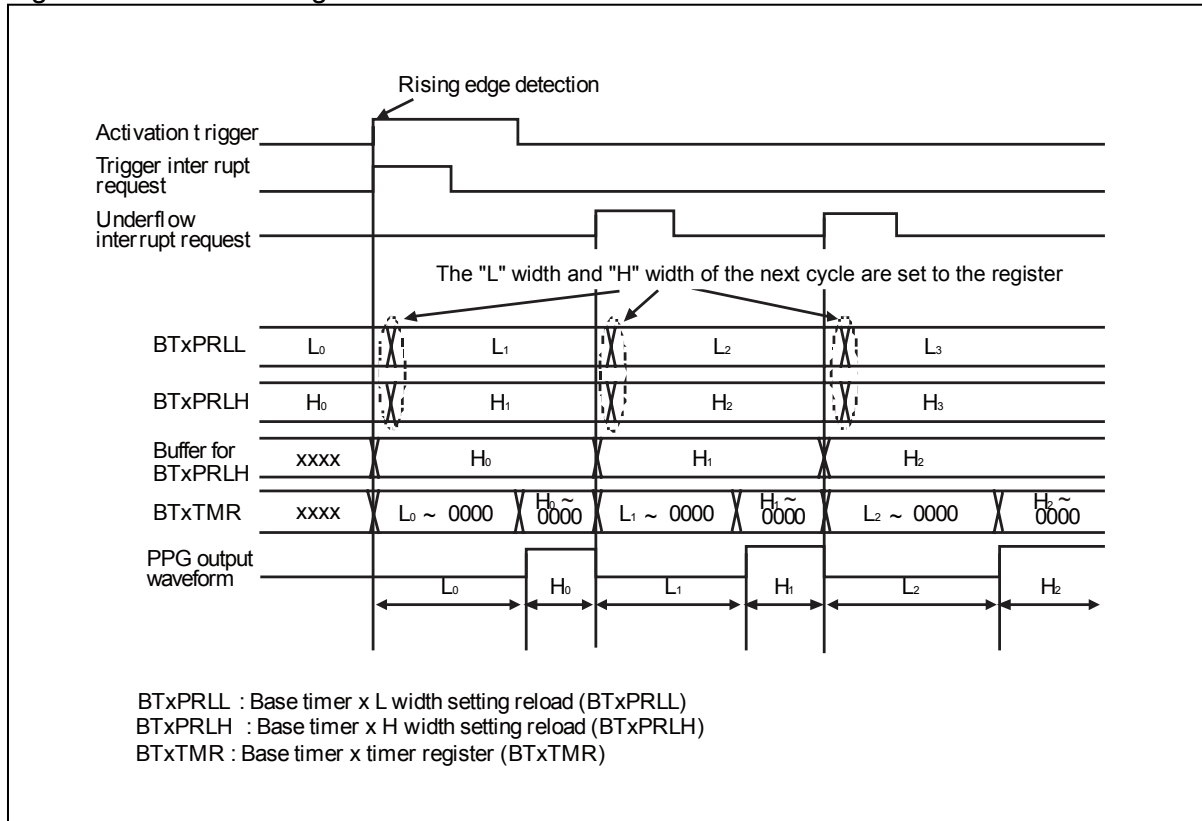 Rising edge detection
Activation t rigger
Trigger inter rupt
request
Underflow
interrupt request
The "L" width and "H" width of the next cycle are set to the register
BTxPRLL L₀ L₁ L₂ L₃
BTxPRLH H₀ H₁ H₂ H₃
Buffer for
BTxPRLH
xxxx H₀ H₁ H₂
BTxTMR xxxx L₀ ~ 0000 H₀ ~ 0000 L₁ ~ 0000 H₁ ~ 0000 L₂ ~ 0000 H₂ ~ 0000
PPG output
waveform
L₀ H₀ L₁ H₁ L₂ H₂
BTxPRLL : Base timer x L width setting reload (BTxPRLL)
BTxPRLH : Base timer x H width setting reload (BTxPRLH)
BTxTMR : Base timer x timer register (BTxTMR)